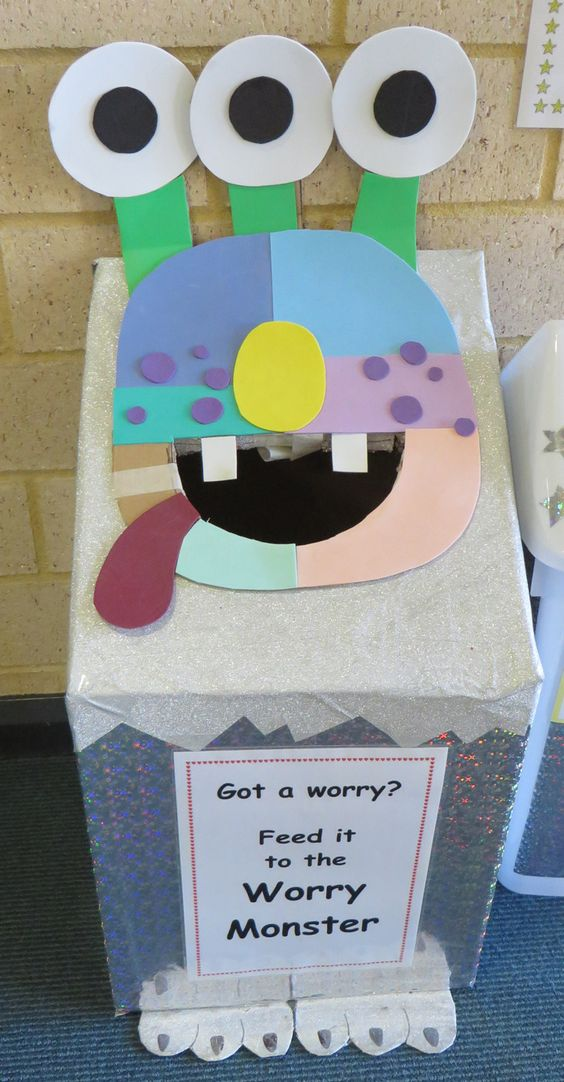 Got a worry?
Feed it
to the
Worry
Monster